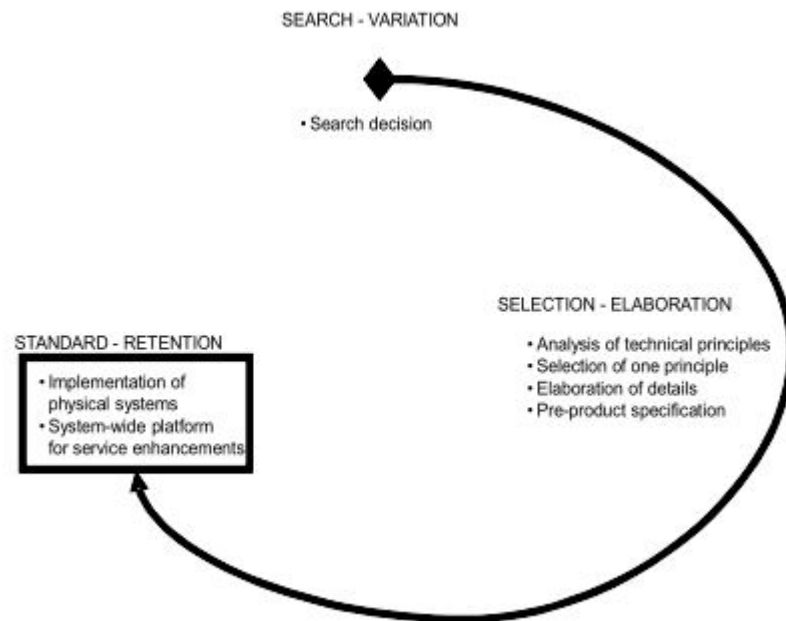 SEARCH - VARIATION
• Search decision
SELECTION - ELABORATION
• Analysis of technical principles
• Selection of one principle
• Elaboration of details
• Pre-product specification
STANDARD - RETENTION
• Implementation of
physical systems
• System-wide platform
for service enhancements